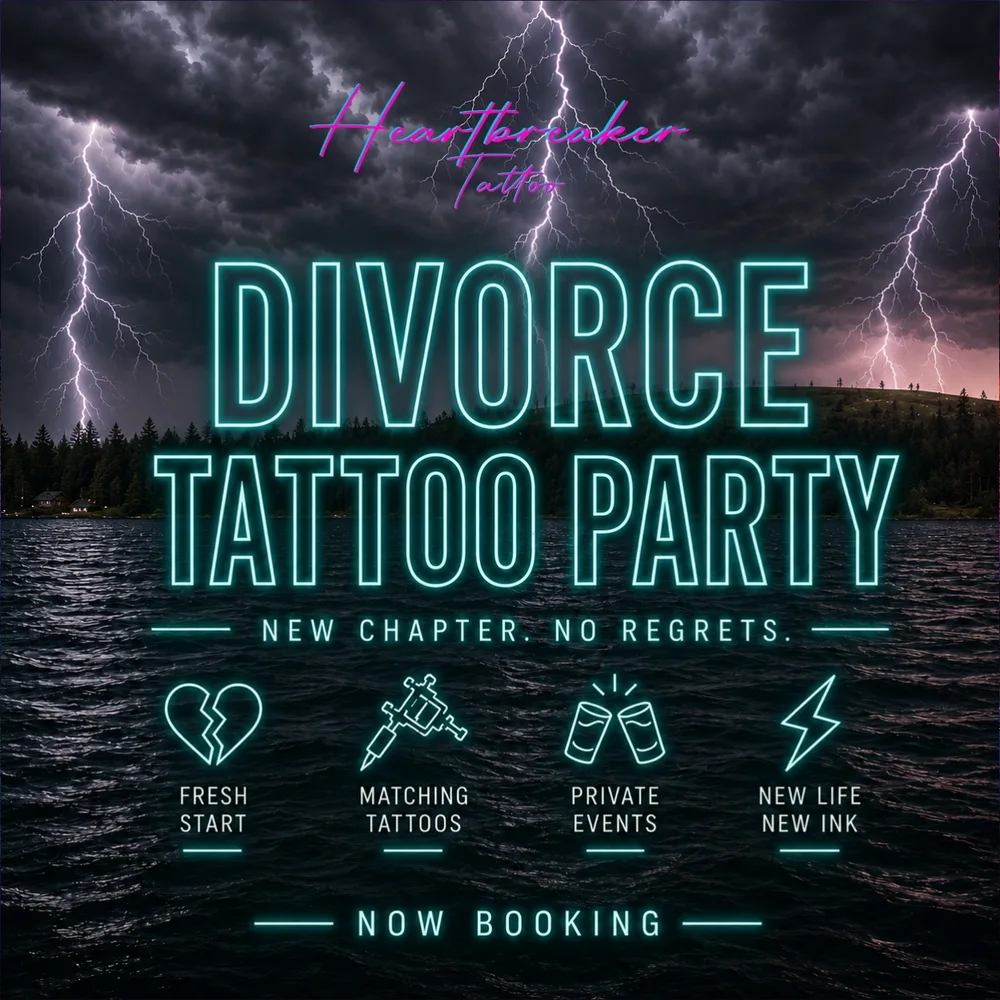 Heartbreaker
Tattoo
DIVORCE
TATTOO PARTY
NEW CHAPTER. NO REGRETS.
FRESH
START
MATCHING
TATTOOS
PRIVATE
EVENTS
NEW LIFE
NEW INK
NOW BOOKING